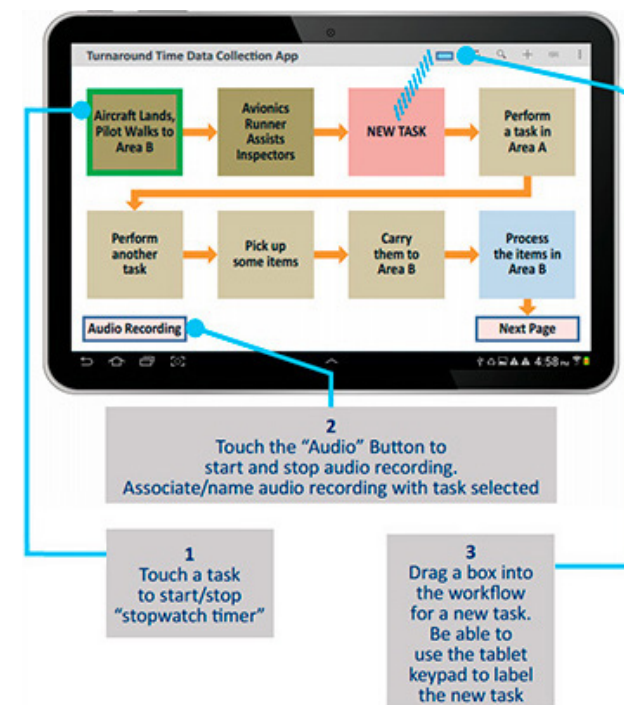 Turnaround Time Data Collection App
Aircraft Lands,
Pilot Walks to
Area B
Avionics
Runner
Assists
Inspectors
NEW TASK
Perform
a task in
Area A
Perform
another
task
Pick up
some items
Carry
them to
Area B
Process
the items in
Area B
Audio Recording
Next Page
4:58
2
Touch the “Audio” Button to
start and stop audio recording.
Associate/name audio recording with task selected
1
Touch a task
to start/stop
“stopwatch timer”
3
Drag a box into
the workflow
for a new task.
Be able to
use the tablet
keypad to label
the new task